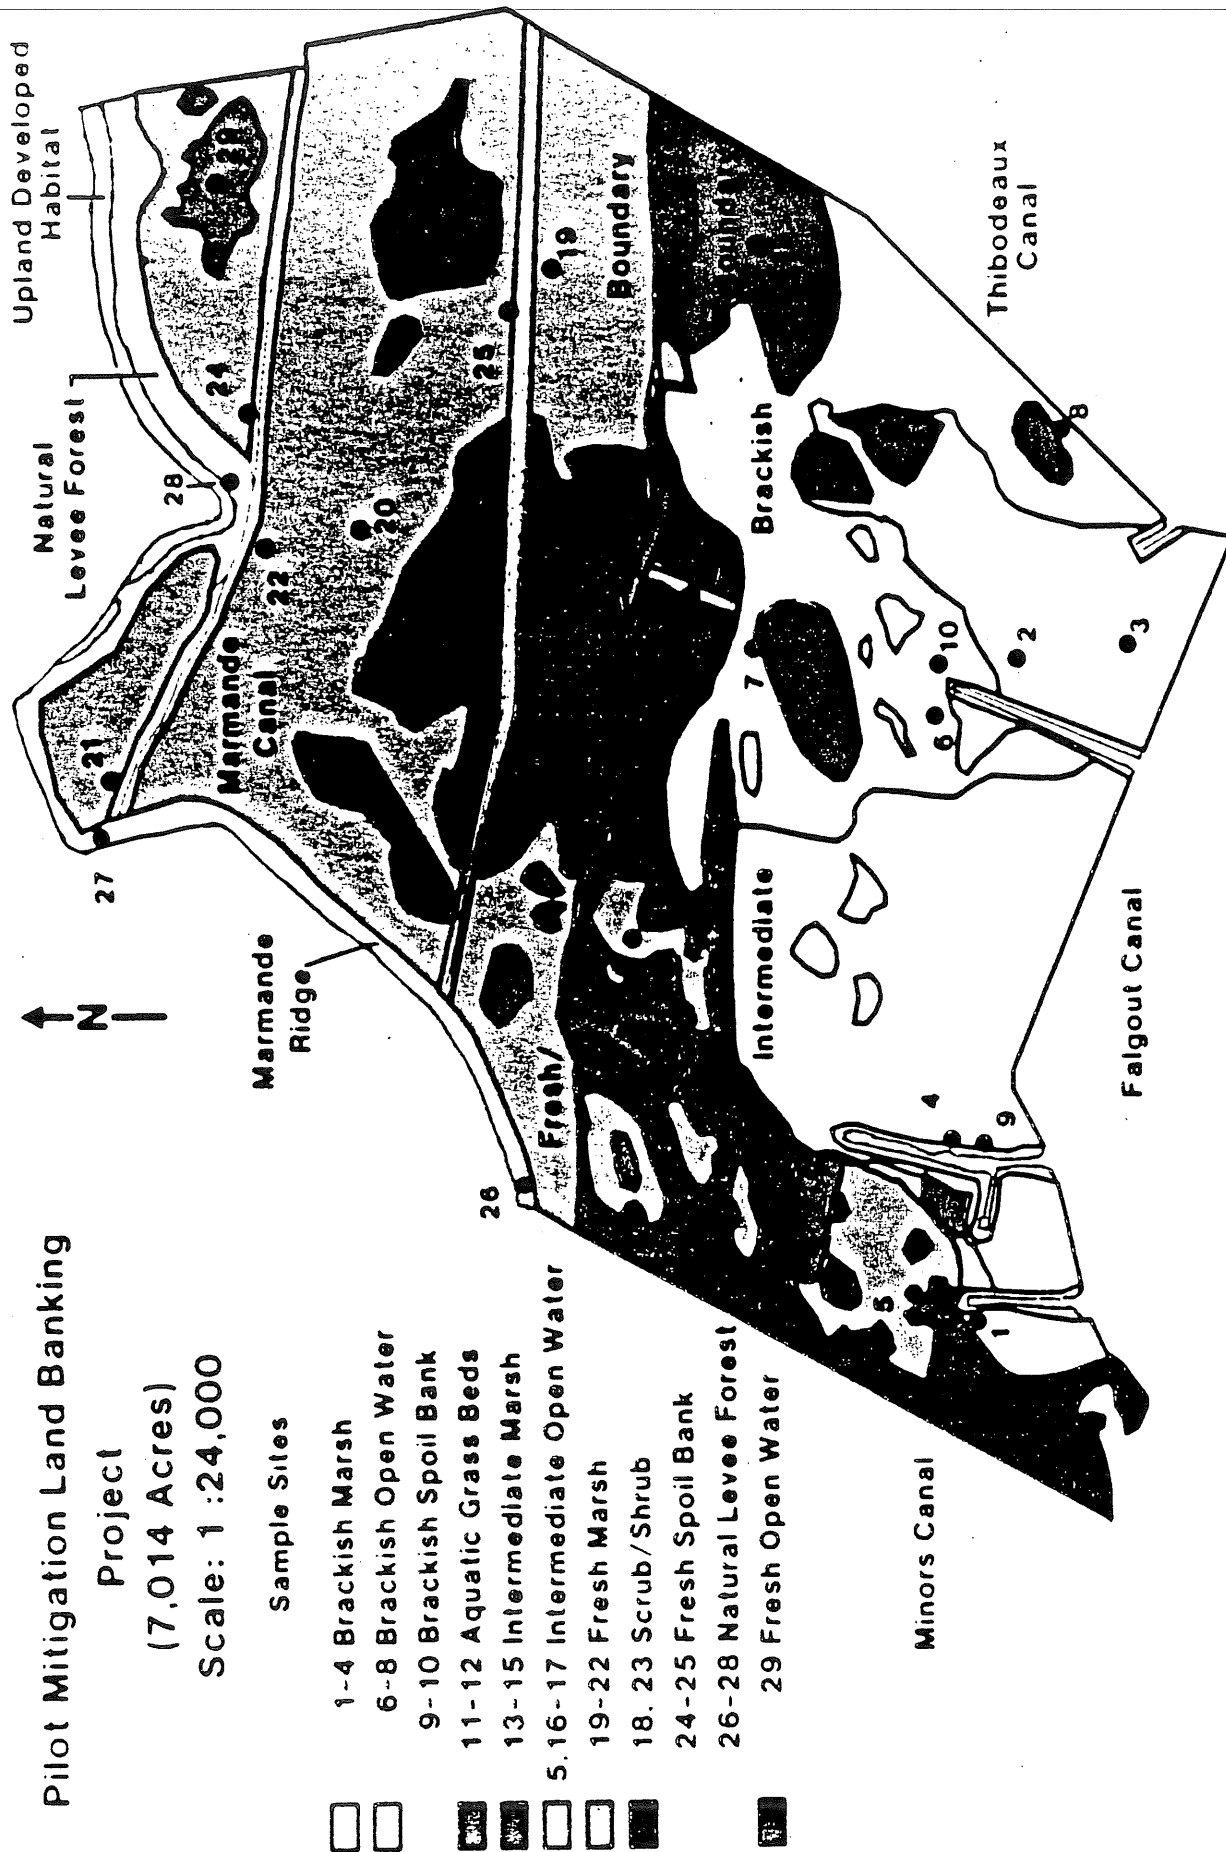 Pilot Mitigation Land Banking
Project
(7,014 Acres)
Scale: 1 :24,000
Sample Sites
1-4 Brackish Marsh
6-8 Brackish Open Water
9-10 Brackish Spoil Bank
11-12 Aquatic Grass Beds
13-15 Intermediate Marsh
5.16-17 Intermediate Open Water
19-22 Fresh Marsh
18.23 Scrub/Shrub
24-25 Fresh Spoil Bank
26-28 Natural Levee Forest
29 Fresh Open Water
N
Upland Developed
Habitat
Natural
Levee Forest
Marmande
Ridge
Marmande
Canal
27
21
28
24
29
22
20
25
19
26
Fresh/
Intermediate
Boundary
Brackish
Boundary
7
6
10
2
3
8
4
9
5
1
Thibodeaux
Canal
Falgout Canal
Minors Canal